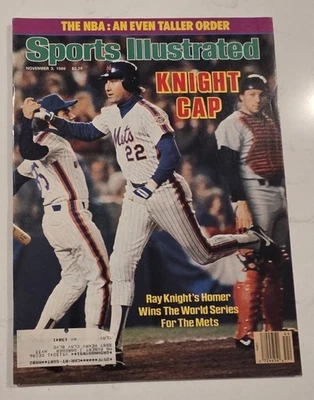 THE NBA: AN EVEN TALLER ORDER
Sports Illustrated
NOVEMBER 3, 1986
KNIGHT
CAP
Mets
22
Ray Knight's Homer
Wins The World Series
For The Mets